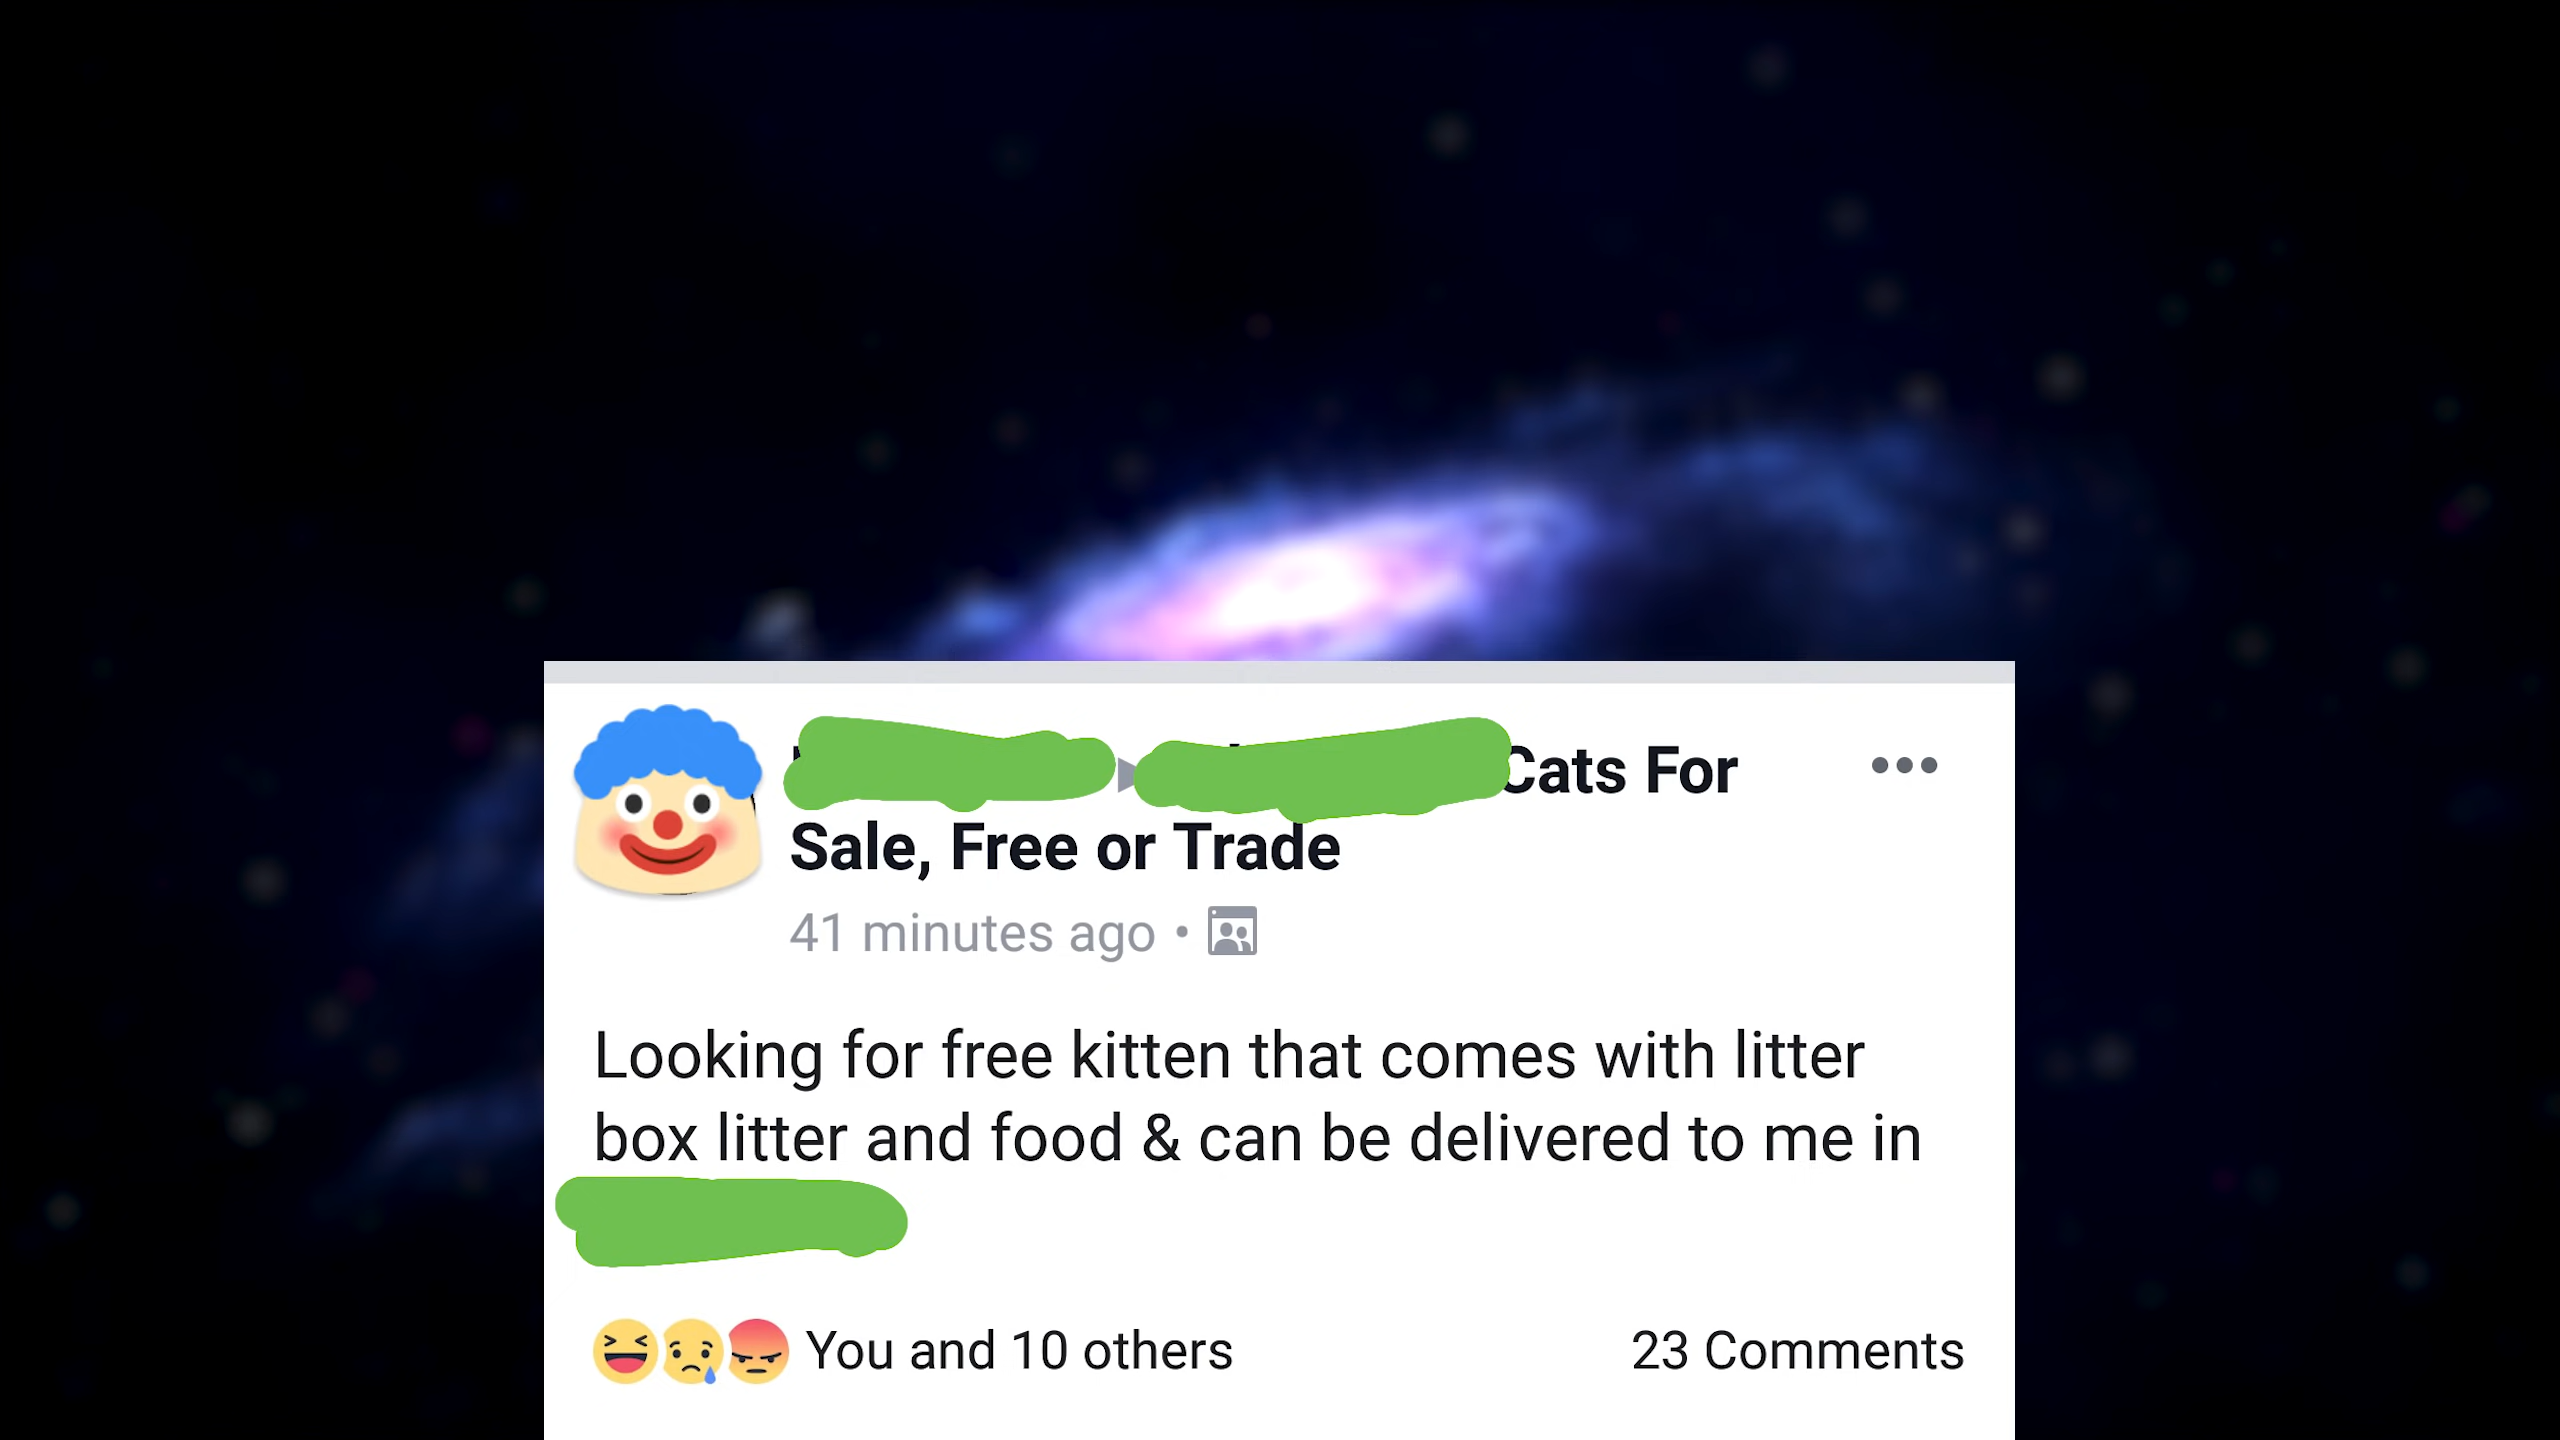 Cats For
Sale, Free or Trade
41 minutes ago •
Looking for free kitten that comes with litter
box litter and food & can be delivered to me in
You and 10 others
23 Comments